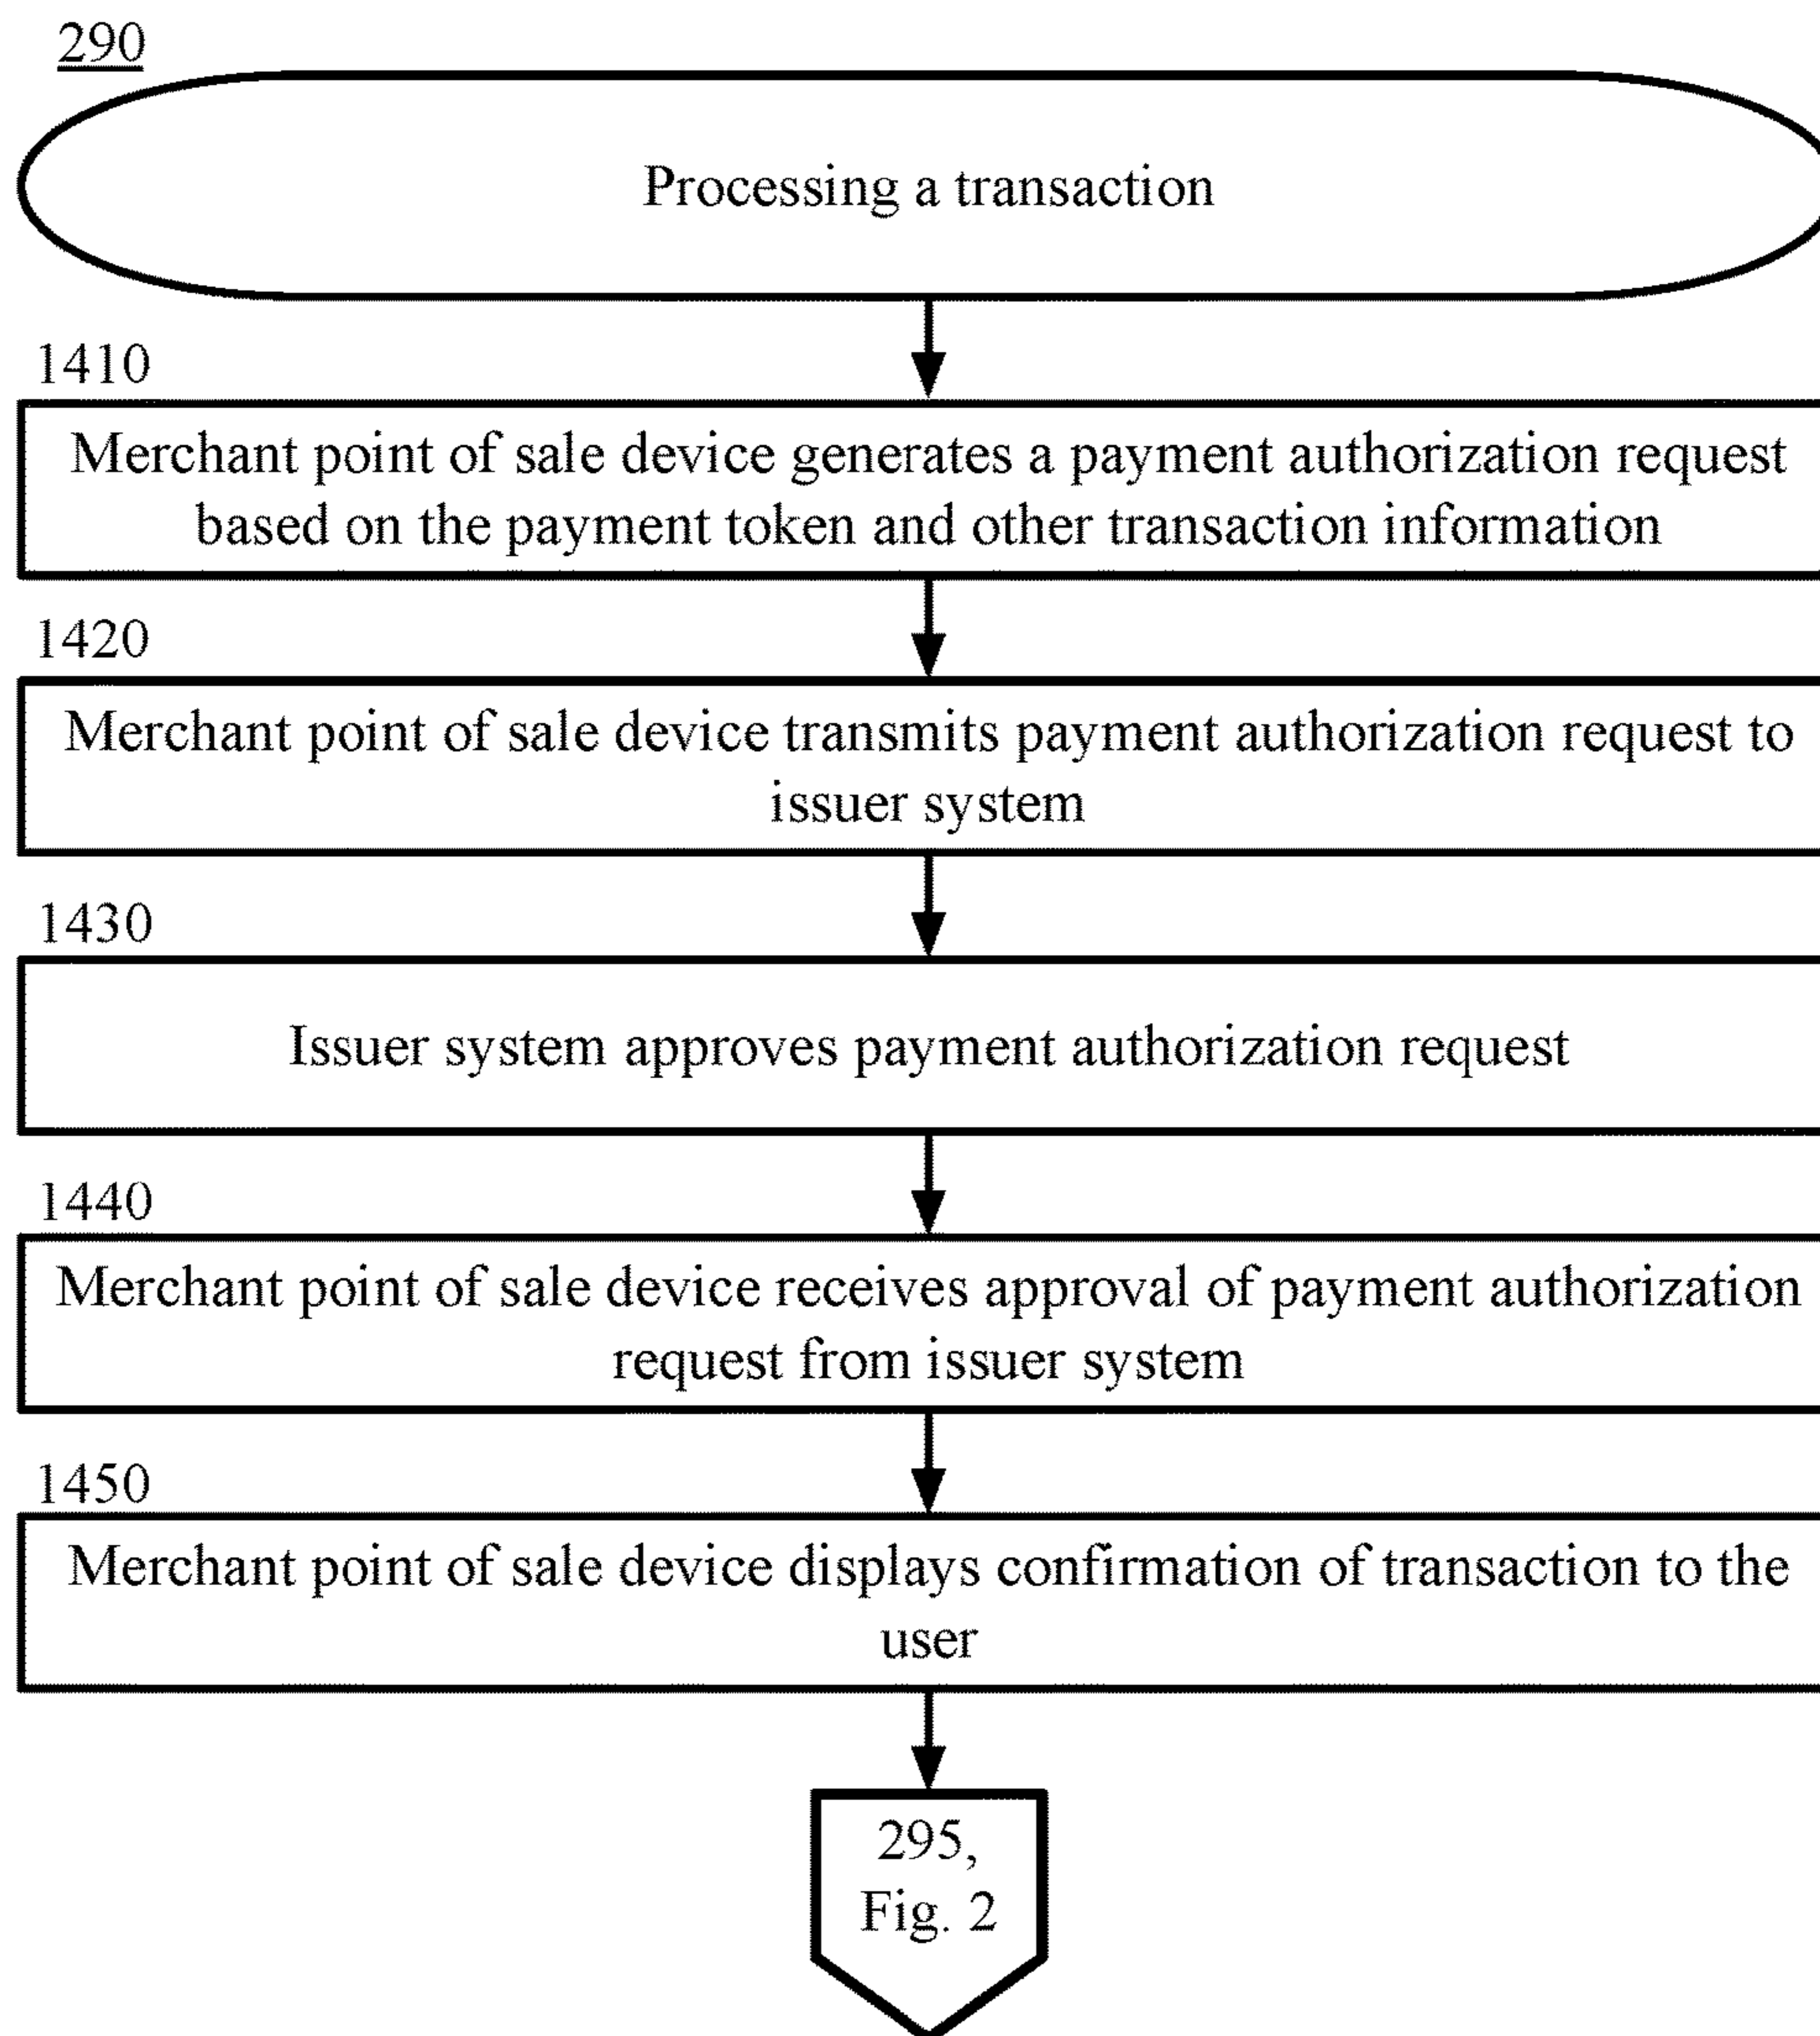 290
Processing a transaction
1410
Merchant point of sale device generates a payment authorization request
based on the payment token and other transaction information
1420
Merchant point of sale device transmits payment authorization request to
issuer system
1430
Issuer system approves payment authorization request
1440
Merchant point of sale device receives approval of payment authorization
request from issuer system
1450
Merchant point of sale device displays confirmation of transaction to the
user
295,
Fig. 2